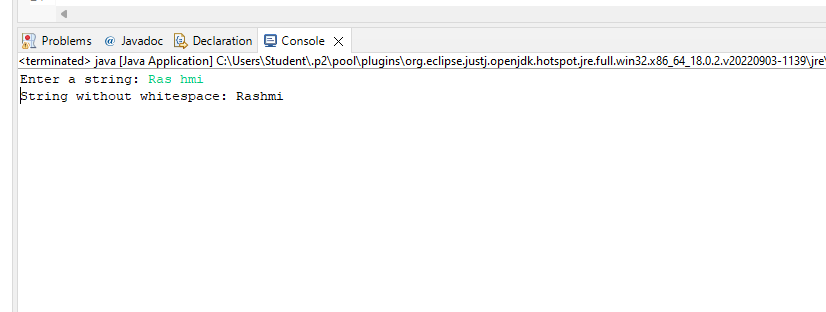 Problems @ Javadoc Declaration Console
<terminated> java [Java Application] C:\Users\Student\.p2\pool\plugins\org.eclipse.justj.openjdk.hotspot.jre.full.win32.x86_64_18.0.2.v20220903-1139\jre\
Enter a string: Ras hmi
String without whitespace: Rashmi